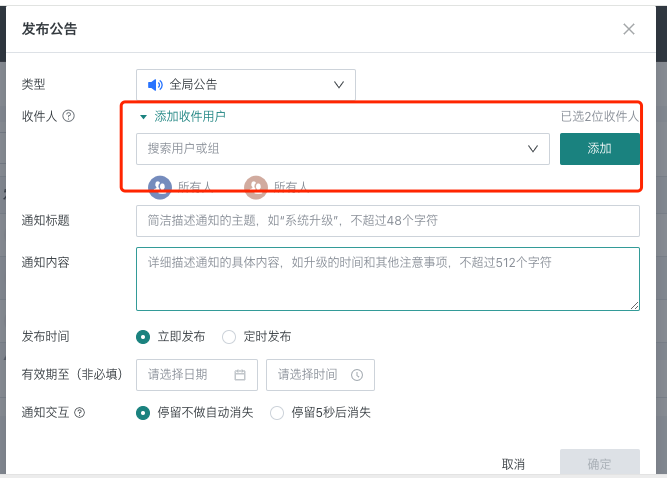 发布公告
类型 全局公告
收件人 添加收件用户 已选2位收件人
搜索用户或组 添加
所有人 所有人
通知标题 简洁描述通知的主题，如“系统升级”，不超过48个字符
通知内容 详细描述通知的具体内容，如升级的时间和其他注意事项，不超过512个字符
发布时间 立即发布 定时发布
有效期至（非必填） 请选择日期 请选择时间
通知交互 停留不做自动消失 停留5秒后消失
取消 确定